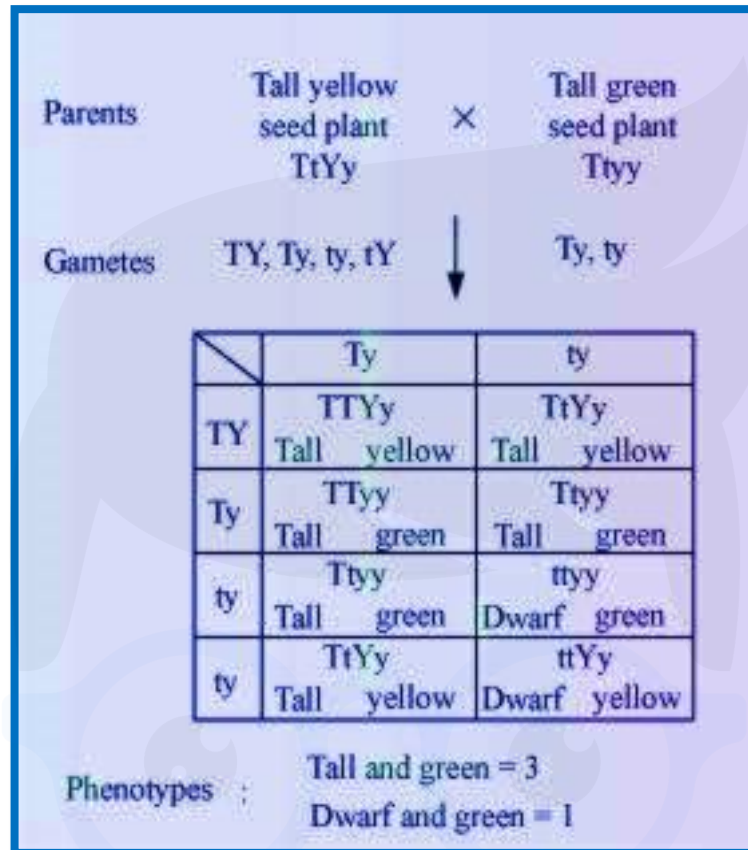 Tall yellow Tall green
Parents seed plant × seed plant
TtYy Ttyy
Gametes TY, Ty, ty, tY Ty, ty
Ty ty
TTYy TtYy
TY Tall yellow Tall yellow
TTyy Ttyy
Ty Tall green Tall green
Ttyy ttyy
ty Tall green Dwarf green
TtYy ttYy
ty Tall yellow Dwarf yellow
Tall and green = 3
Phenotypes :
Dwarf and green = 1